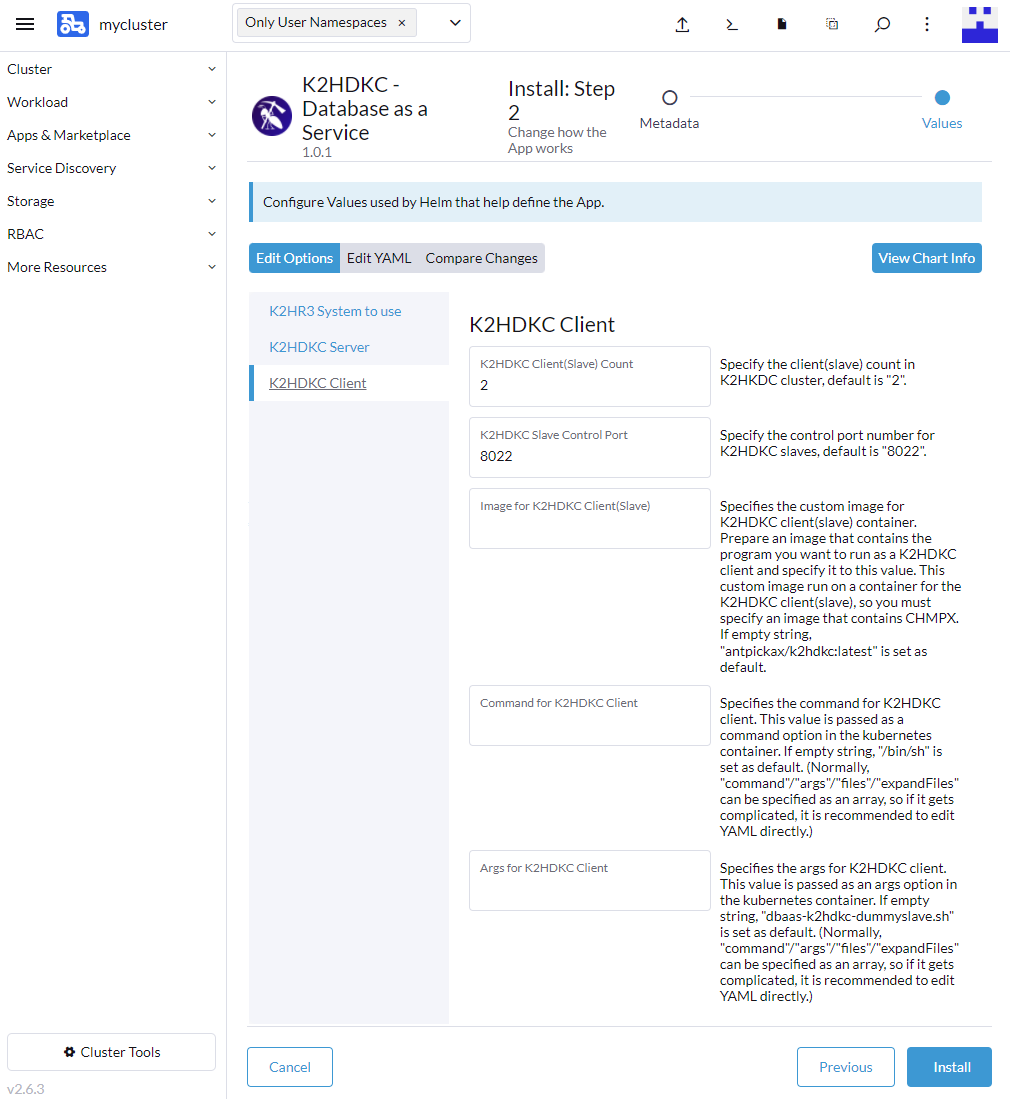 mycluster
Only User Namespaces ×
Cluster
Workload
Apps & Marketplace
Service Discovery
Storage
RBAC
More Resources
K2HDKC -
Database as a
Service
1.0.1
Install: Step
2
Change how the
App works
Metadata
Values
Configure Values used by Helm that help define the App.
Edit Options Edit YAML Compare Changes
View Chart Info
K2HR3 System to use
K2HDKC Server
K2HDKC Client
K2HDKC Client
K2HDKC Client(Slave) Count
2
Specify the client(slave) count in
K2HKDC cluster, default is "2".
K2HDKC Slave Control Port
8022
Specify the control port number for
K2HDKC slaves, default is "8022".
Image for K2HDKC Client(Slave)
Specifies the custom image for
K2HDKC client(slave) container.
Prepare an image that contains the
program you want to run as a K2HDKC
client and specify it to this value. This
custom image run on a container for the
K2HDKC client(slave), so you must
specify an image that contains CHMPX.
If empty string,
"antpickax/k2hdkc:latest" is set as
default.
Command for K2HDKC Client
Specifies the command for K2HDKC
client. This value is passed as a
command option in the kubernetes
container. If empty string, "/bin/sh" is
set as default. (Normally,
"command"/"args"/"files"/"expandFiles"
can be specified as an array, so if it gets
complicated, it is recommended to edit
YAML directly.)
Args for K2HDKC Client
Specifies the args for K2HDKC client.
This value is passed as an args option in
the kubernetes container. If empty
string, "dbaas-k2hdkc-dummyslave.sh"
is set as default. (Normally,
"command"/"args"/"files"/"expandFiles"
can be specified as an array, so if it gets
complicated, it is recommended to edit
YAML directly.)
Cluster Tools
v2.6.3
Cancel
Previous
Install